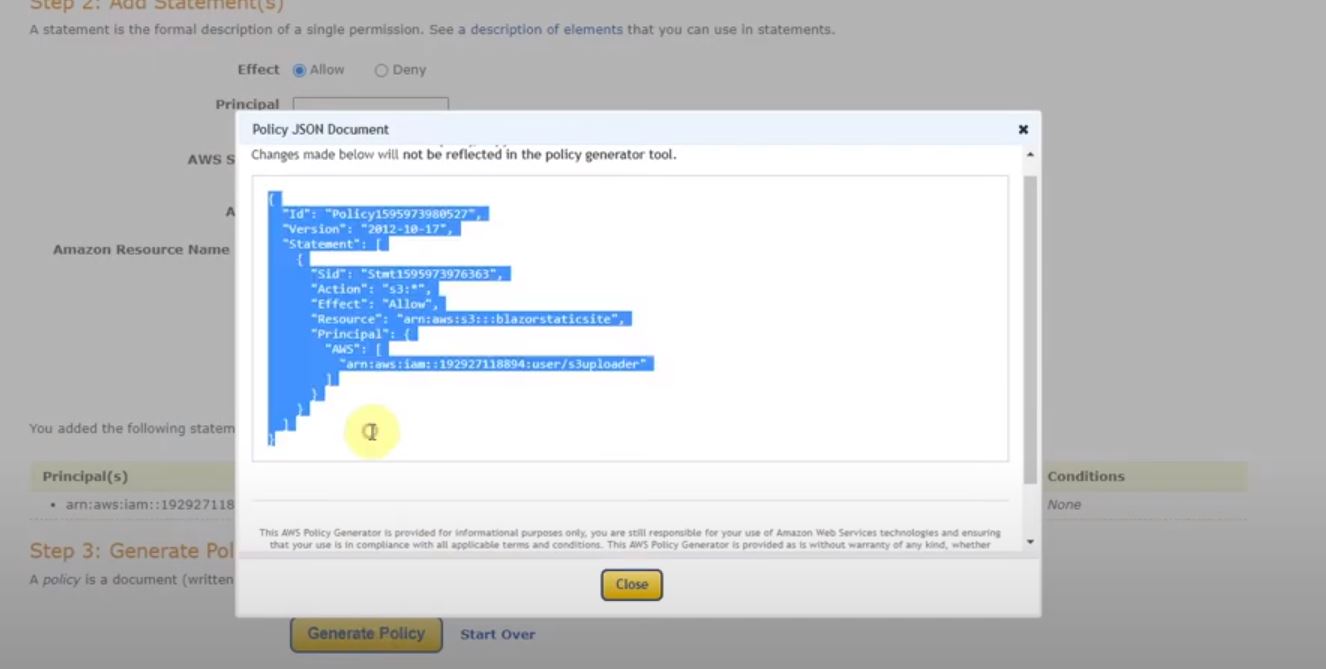 Step 2: Add Statement(s)
A statement is the formal description of a single permission. See a description of elements that you can use in statements.
Effect Allow Deny
Principal
Policy JSON Document
Changes made below will not be reflected in the policy generator tool.
AWS S
A
Amazon Resource Name
{
"Id": "Policy1595973980527",
"Version": "2012-10-17",
"Statement": [
{
"Sid": "Stmt1595973976363",
"Action": "s3:*",
"Effect": "Allow",
"Resource": "arn:aws:s3:::blazorstaticsite",
"Principal": {
"AWS": [
"arn:aws:iam::192927118894:user/s3uploader"
]
}
}
]
}
You added the following statem
Principal(s) Conditions
• arn:aws:iam::192927118 None
This AWS Policy Generator is provided for informational purposes only, you are still responsible for your use of Amazon Web Services technologies and ensuring
that your use is in compliance with all applicable terms and conditions. This AWS Policy Generator is provided as is without warranty of any kind, whether
Step 3: Generate Pol
A policy is a document (written
Close
Generate Policy Start Over